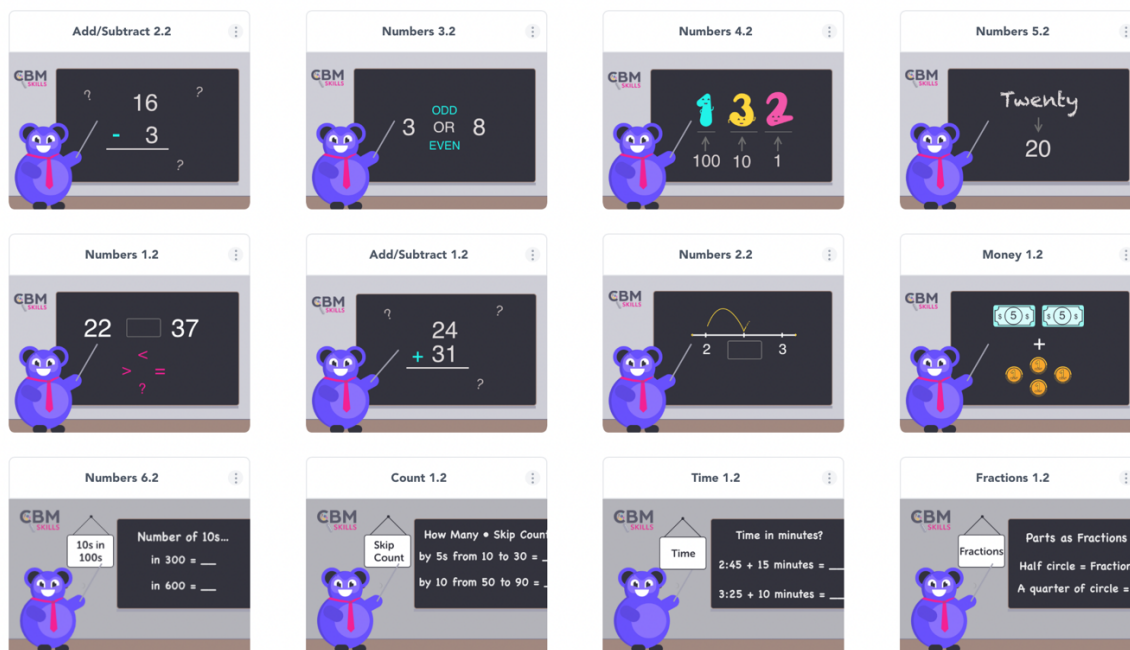 Add/Subtract 2.2
CBM
SKILLS
?
?
16
- 3
?
Numbers 3.2
CBM
SKILLS
ODD
3 OR 8
EVEN
Numbers 4.2
CBM
SKILLS
1 3 2
100 10 1
Numbers 5.2
CBM
SKILLS
Twenty
20
Numbers 1.2
CBM
SKILLS
22 37
<
> =
?
Add/Subtract 1.2
CBM
SKILLS
?
?
24
+ 31
?
Numbers 2.2
CBM
SKILLS
2 3
Money 1.2
CBM
SKILLS
$ 5 $ $ 5 $
+
Numbers 6.2
CBM
SKILLS
10s in
100s
Number of 10s...
in 300 = __
in 600 = __
Count 1.2
CBM
SKILLS
Skip
Count
How Many • Skip Count
by 5s from 10 to 30 = _
by 10 from 50 to 90 = _
Time 1.2
CBM
SKILLS
Time
Time in minutes?
2:45 + 15 minutes = __
3:25 + 10 minutes = __
Fractions 1.2
CBM
SKILLS
Fractions
Parts as Fractions
Half circle = Fraction
A quarter of circle =